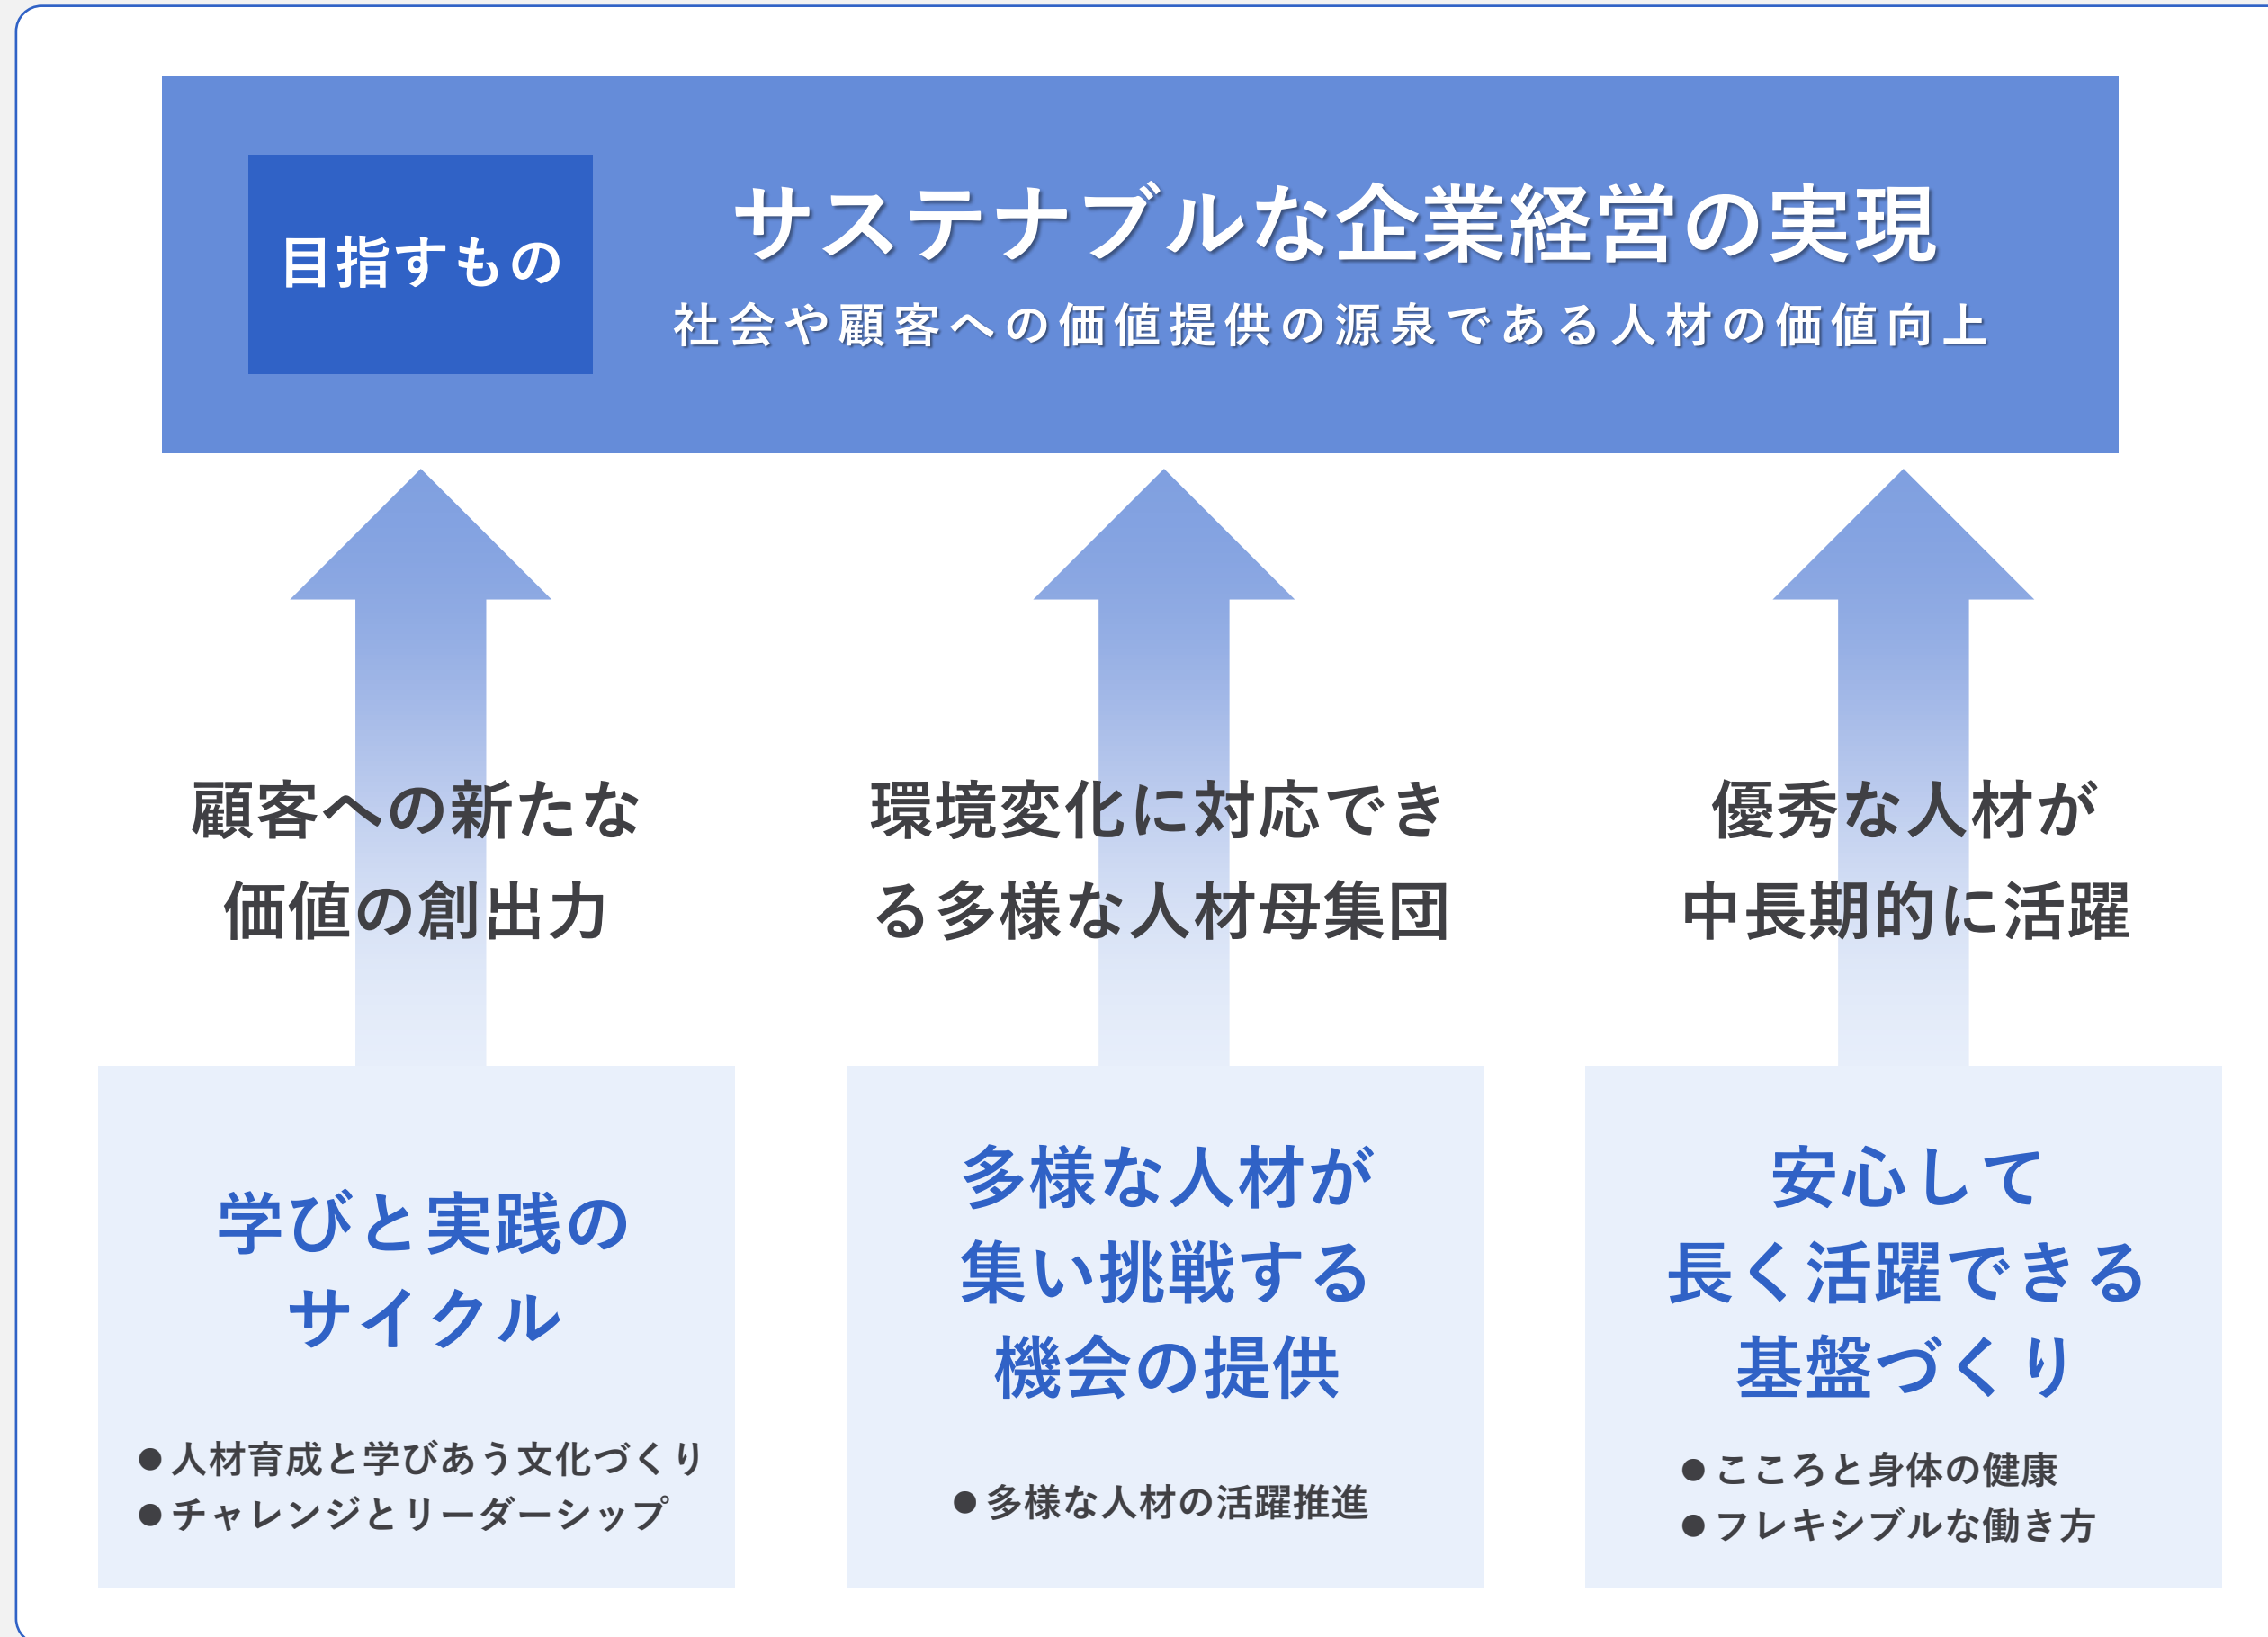 目指すもの
サステナブルな企業経営の実現
社会や顧客への価値提供の源泉である人材の価値向上
顧客への新たな
価値の創出力
環境変化に対応でき
る多様な人材母集団
優秀な人材が
中長期的に活躍
学びと実践の
サイクル
● 人材育成と学びあう文化づくり
● チャレンジとリーダーシップ
多様な人材が
集い挑戦する
機会の提供
● 多様な人材の活躍推進
安心して
長く活躍できる
基盤づくり
● こころと身体の健康
● フレキシブルな働き方